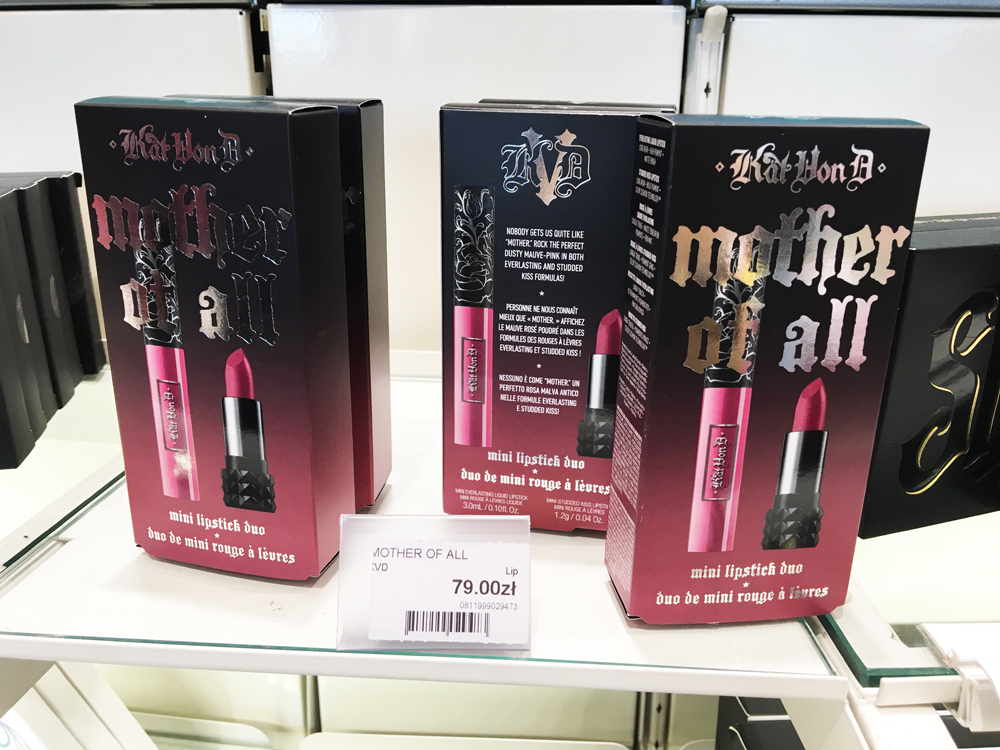 Kat Von D
mother
of all
Kat Von D
mini lipstick duo
duo de mini rouge à lèvres
KVD
NOBODY GETS US QUITE LIKE
"MOTHER." ROCK THE PERFECT
DUSTY MAUVE-PINK IN BOTH
EVERLASTING AND STUDDED
KISS FORMULAS!
PERSONNE NE NOUS CONNAÎT
MIEUX QUE « MOTHER. » AFFICHEZ
LE MAUVE ROSÉ POUDRÉ DANS LES
FORMULES DES ROUGES À LÈVRES
EVERLASTING ET STUDDED KISS !
NESSUNO È COME "MOTHER." UN
PERFETTO ROSA MALVA ANTICO
NELLE FORMULE EVERLASTING
E STUDDED KISS!
Kat Von D
mini lipstick duo
duo de mini rouge à lèvres
MINI EVERLASTING LIQUID LIPSTICK
MINI ROUGE À LÈVRES LIQUIDE
3.0mL / 0.10fl. Oz.
MINI STUDDED KISS LIPSTICK
MINI ROUGE À LÈVRES
1.2g / 0.04 Oz.
Kat Von D
mother
of all
Kat Von D
mini lipstick duo
duo de mini rouge à lèvres
MOTHER OF ALL
KVD
Lip
79.00zł
0811999029473